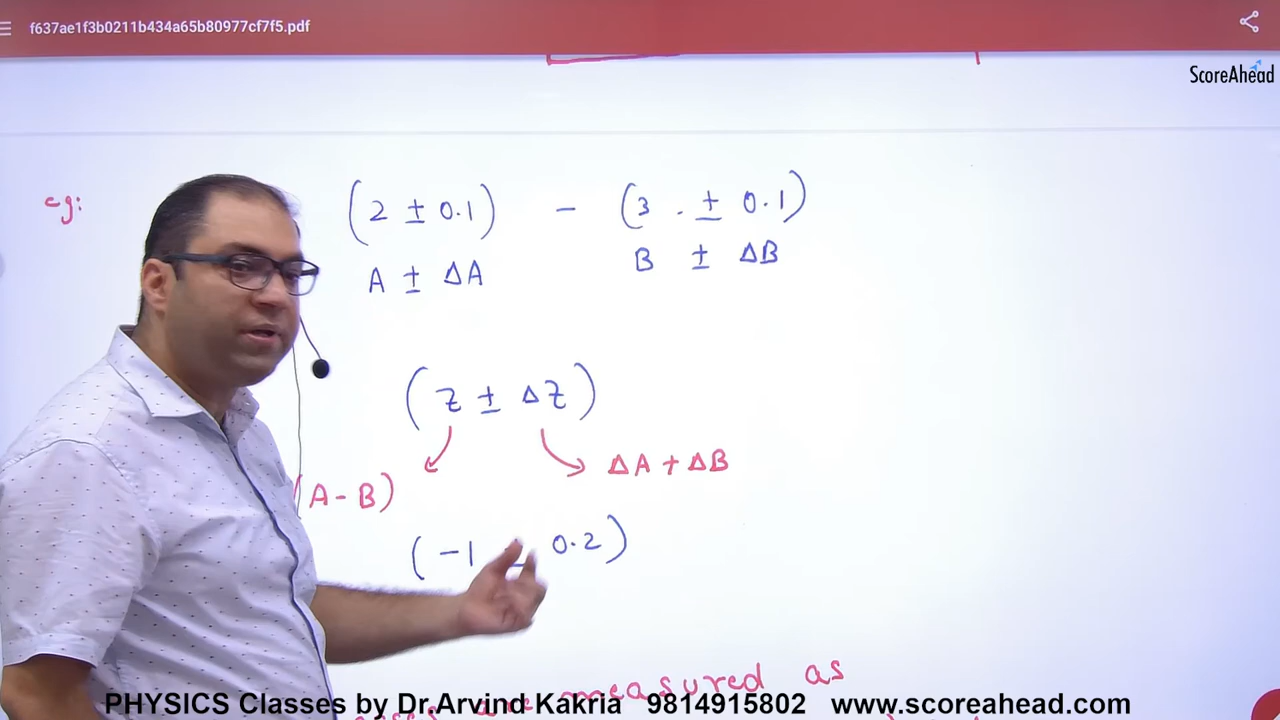 f637ae1f3b0211b434a65b80977cf7f5.pdf
ScoreAhead
eg: (2 ± 0.1) - (3 . ± 0.1)
A ± ΔA B ± ΔB
(Z ± ΔZ)
ΔA + ΔB
(A - B)
(-1 0.2)
measured as
PHYSICS Classes by Dr.Arvind Kakria 9814915802 www.scoreahead.com